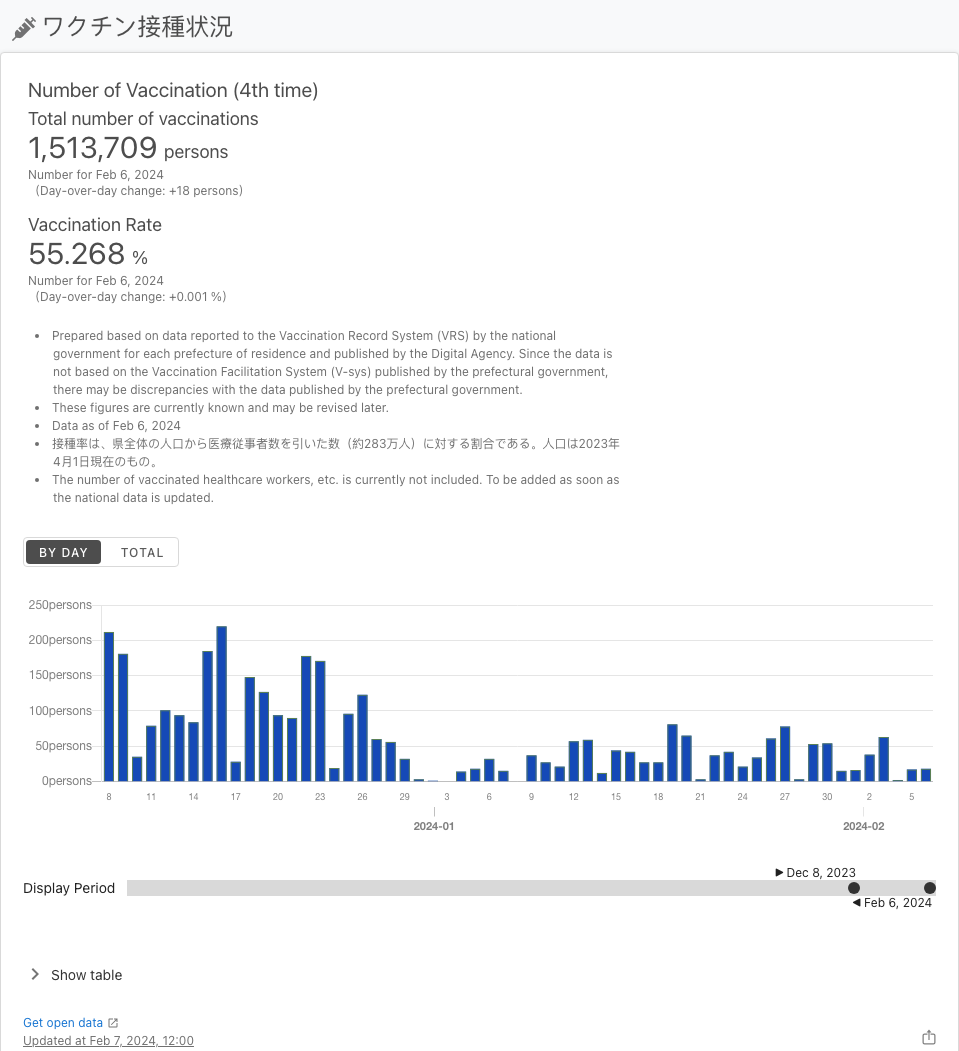 ワクチン接種状況
Number of Vaccination (4th time)
Total number of vaccinations
1,513,709 persons
Number for Feb 6, 2024
(Day-over-day change: +18 persons)
Vaccination Rate
55.268 %
Number for Feb 6, 2024
(Day-over-day change: +0.001 %)
• Prepared based on data reported to the Vaccination Record System (VRS) by the national
government for each prefecture of residence and published by the Digital Agency. Since the data is
not based on the Vaccination Facilitation System (V-sys) published by the prefectural government,
there may be discrepancies with the data published by the prefectural government.
• These figures are currently known and may be revised later.
• Data as of Feb 6, 2024
• 接種率は、県全体の人口から医療従事者数を引いた数（約283万人）に対する割合である。人口は2023年
4月1日現在のもの。
• The number of vaccinated healthcare workers, etc. is currently not included. To be added as soon as
the national data is updated.
BY DAY TOTAL
250persons
200persons
150persons
100persons
50persons
0persons
8 11 14 17 20 23 26 29 3 6 9 12 15 18 21 24 27 30 2 5
2024-01 2024-02
Dec 8, 2023
Display Period
Feb 6, 2024
Show table
Get open data
Updated at Feb 7, 2024, 12:00